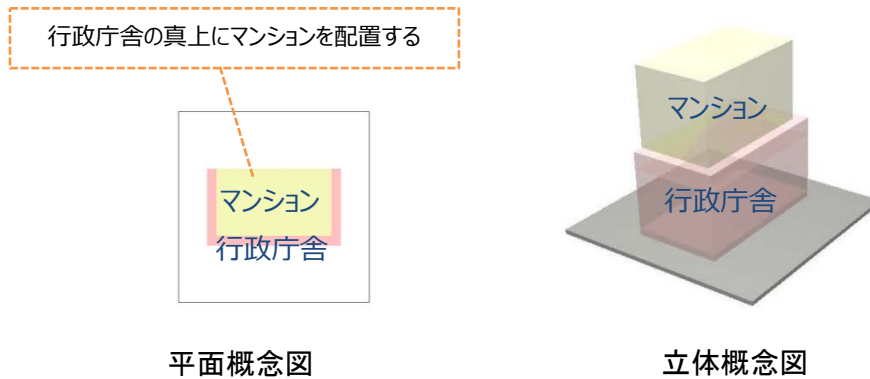 行政庁舎の真上にマンションを配置する
マンション
行政庁舎
マンション
行政庁舎
平面概念図
立体概念図